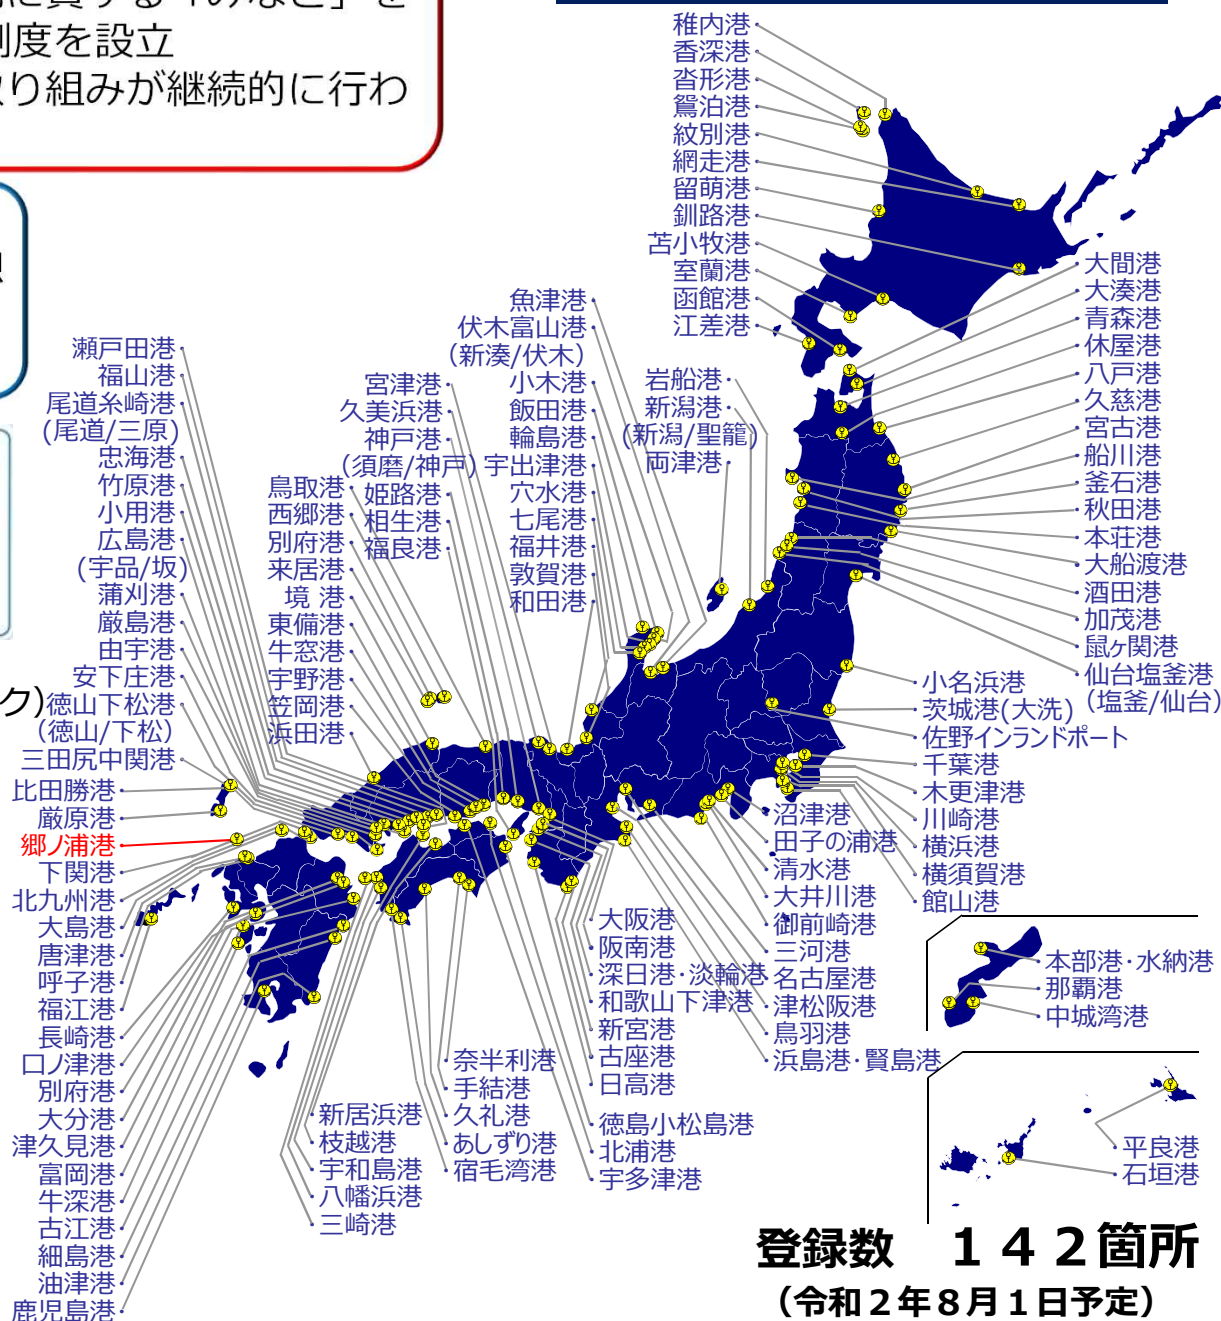 に資する「みなと」を
制度を設立
り組みが継続的に行わ
ク)
稚内港
香深港
沓形港
鴛泊港
紋別港
網走港
留萌港
釧路港
苫小牧港
室蘭港
函館港
江差港
大間港
大湊港
青森港
休屋港
八戸港
久慈港
宮古港
船川港
釜石港
秋田港
本荘港
大船渡港
酒田港
加茂港
鼠ヶ関港
仙台塩釜港
(塩釜/仙台)
魚津港
伏木富山港
(新湊/伏木)
小木港
飯田港
輪島港
宇出津港
穴水港
七尾港
福井港
敦賀港
和田港
岩船港
新潟港
(新潟/聖籠)
両津港
宮津港
久美浜港
神戸港
(須磨/神戸)
姫路港
相生港
福良港
鳥取港
西郷港
別府港
来居港
境 港
東備港
牛窓港
宇野港
笠岡港
浜田港
瀬戸田港
福山港
尾道糸崎港
(尾道/三原)
忠海港
竹原港
小用港
広島港
(宇品/坂)
蒲刈港
厳島港
由宇港
安下庄港
徳山下松港
(徳山/下松)
三田尻中関港
比田勝港
厳原港
郷ノ浦港
下関港
北九州港
大島港
唐津港
呼子港
福江港
長崎港
口ノ津港
別府港
大分港
津久見港
富岡港
牛深港
古江港
細島港
油津港
鹿児島港
新居浜港
枝越港
宇和島港
八幡浜港
三崎港
奈半利港
手結港
久礼港
あしずり港
宿毛湾港
大阪港
阪南港
深日港・淡輪港
和歌山下津港
新宮港
古座港
日高港
徳島小松島港
北浦港
宇多津港
小名浜港
茨城港(大洗)
佐野インランドポート
千葉港
木更津港
川崎港
横浜港
横須賀港
館山港
沼津港
田子の浦港
清水港
大井川港
御前崎港
三河港
名古屋港
津松阪港
鳥羽港
浜島港・賢島港
本部港・水納港
那覇港
中城湾港
平良港
石垣港
登録数 １４２箇所
（令和２年８月１日予定）